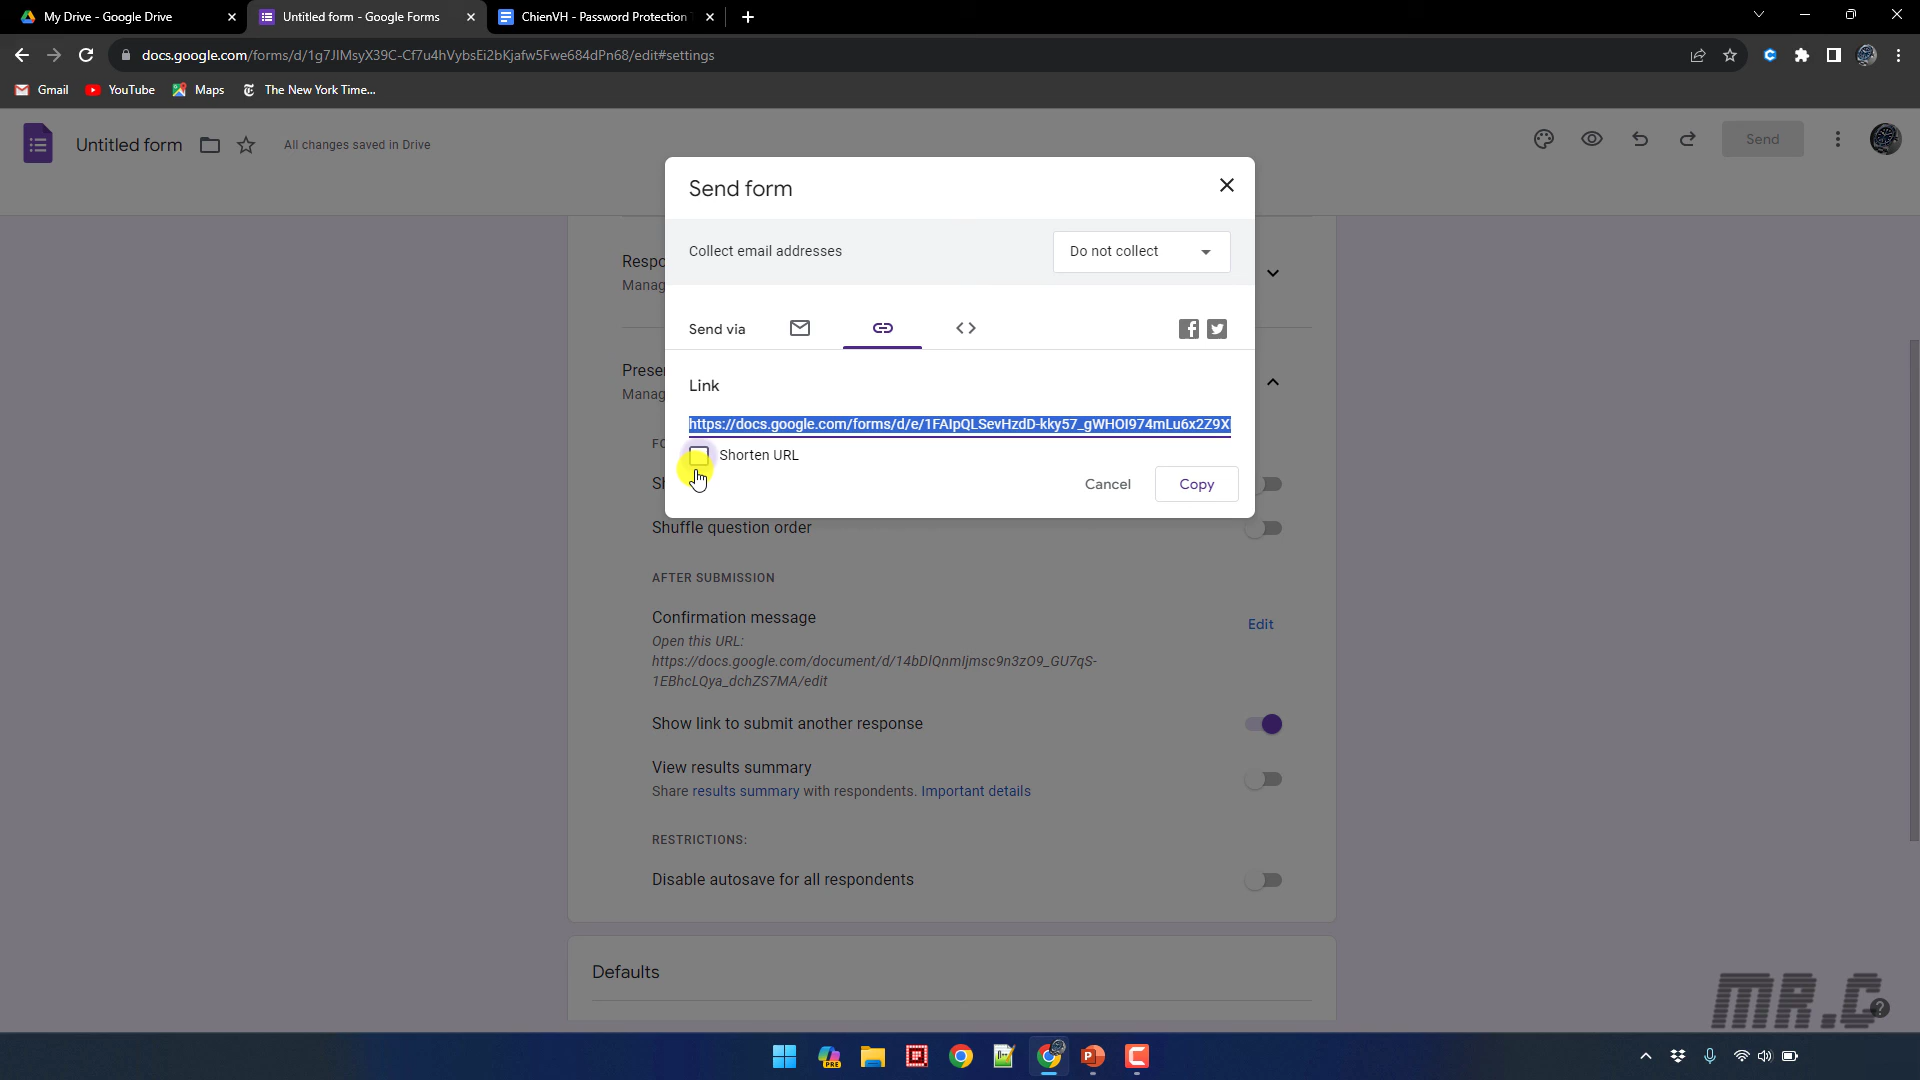 My Drive - Google Drive
Untitled form - Google Forms
ChienVH - Password Protection
docs.google.com/forms/d/1g7JIMsyX39C-Cf7u4hVybsEi2bKjafw5Fwe684dPn68/edit#settings
Gmail
YouTube
Maps
The New York Time...
Untitled form
All changes saved in Drive
Send
Send form
Collect email addresses
Do not collect
Respo
Manag
Send via
Prese
Manag
Link
https://docs.google.com/forms/d/e/1FAIpQLSevHzdD-kky57_gWHOI974mLu6x2Z9X
FO
Shorten URL
Sh
Cancel
Copy
Shuffle question order
AFTER SUBMISSION
Confirmation message
Edit
Open this URL:
https://docs.google.com/document/d/14bDlQnmljmsc9n3zO9_GU7qS-
1EBhcLQya_dchZS7MA/edit
Show link to submit another response
View results summary
Share results summary with respondents. Important details
RESTRICTIONS:
Disable autosave for all respondents
Defaults
MR.C